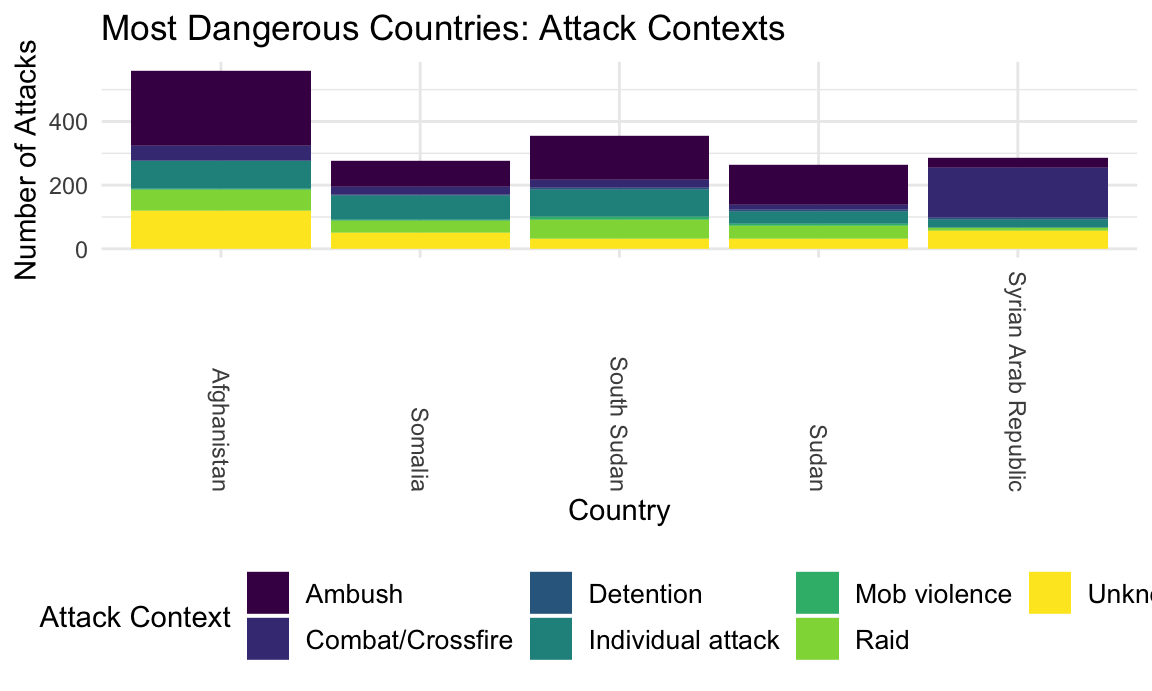 Most Dangerous Countries: Attack Contexts
Number of Attacks
400
200
0
Afghanistan
Somalia
South Sudan
Sudan
Syrian Arab Republic
Country
Attack Context
Ambush
Combat/Crossfire
Detention
Individual attack
Mob violence
Raid